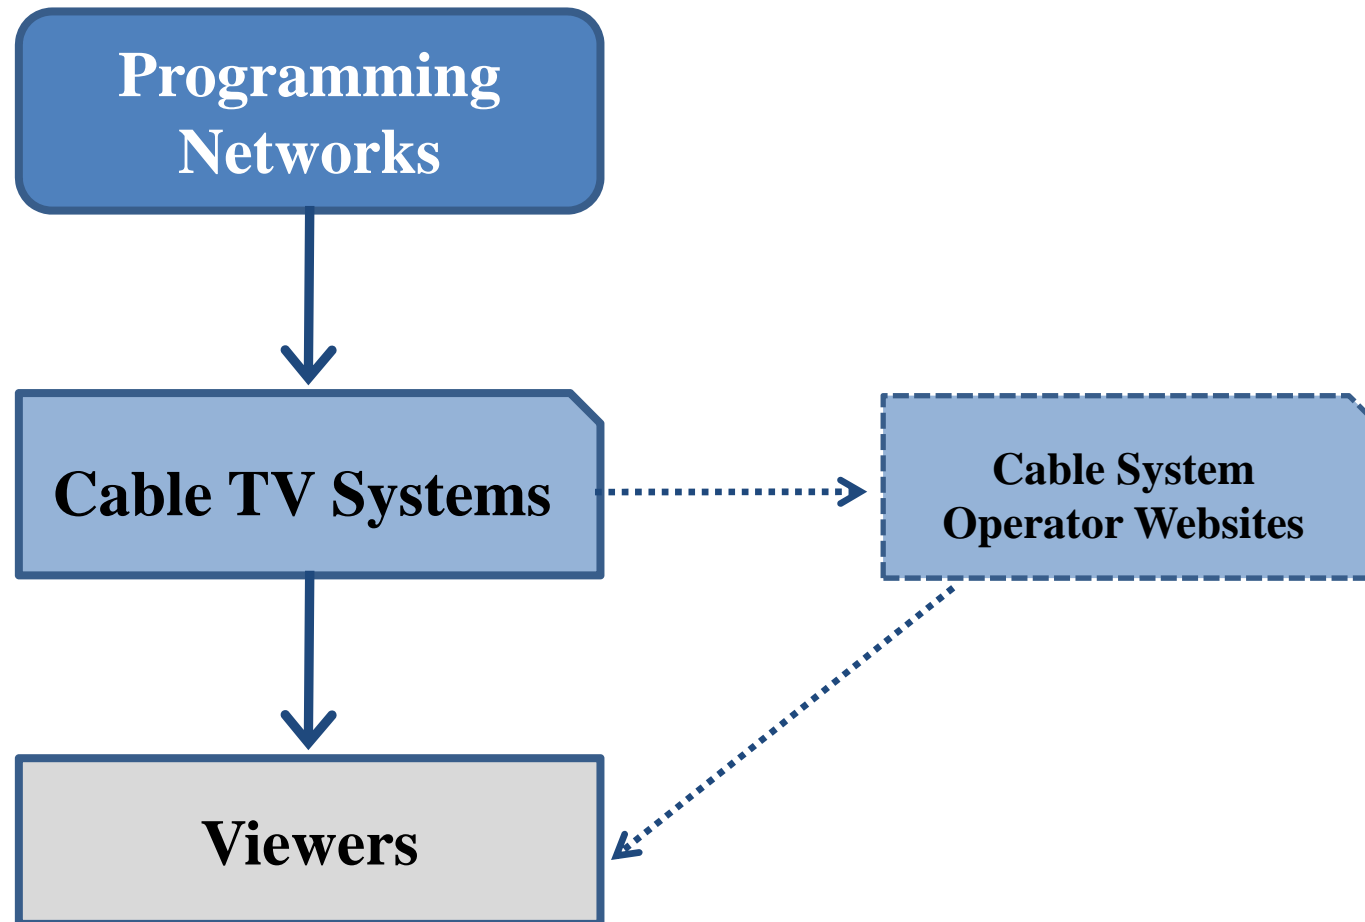 Programming
Networks
Cable TV Systems
Cable System
Operator Websites
Viewers